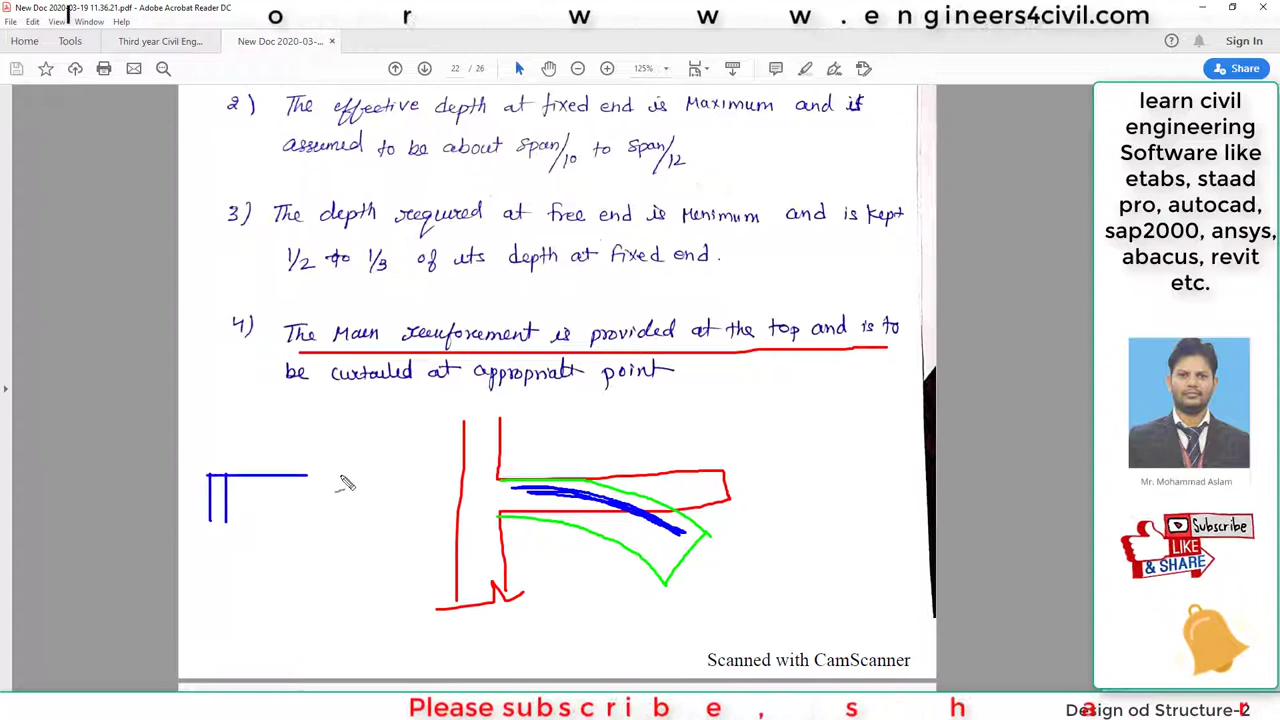 New Doc 2020-03-19 11.36.21.pdf - Adobe Acrobat Reader DC
l o r w w w . e n gineers4civil.com
File Edit View Window Help
Home Tools Third year Civil Eng... New Doc 2020-03-... × Sign In
22 / 26 125% Share
2) The effective depth at fixed end is Maximum and is
assumed to be about Span/10 to Span/12
3) The depth required at free end is Menimum and is kept
1/2 to 1/3 of its depth at fixed end.
4) The Main reenforement is provided at the top and is to
be curtailed at appropriate point
Scanned with CamScanner
learn civil
engineering
Software like
etabs, staad
pro, autocad,
sap2000, ansys,
abacus, revit
etc.
Mr. Mohammad Aslam
Subscribe
LIKE
& SHARE
Please subscribe, s h a r
Design od Structure-2